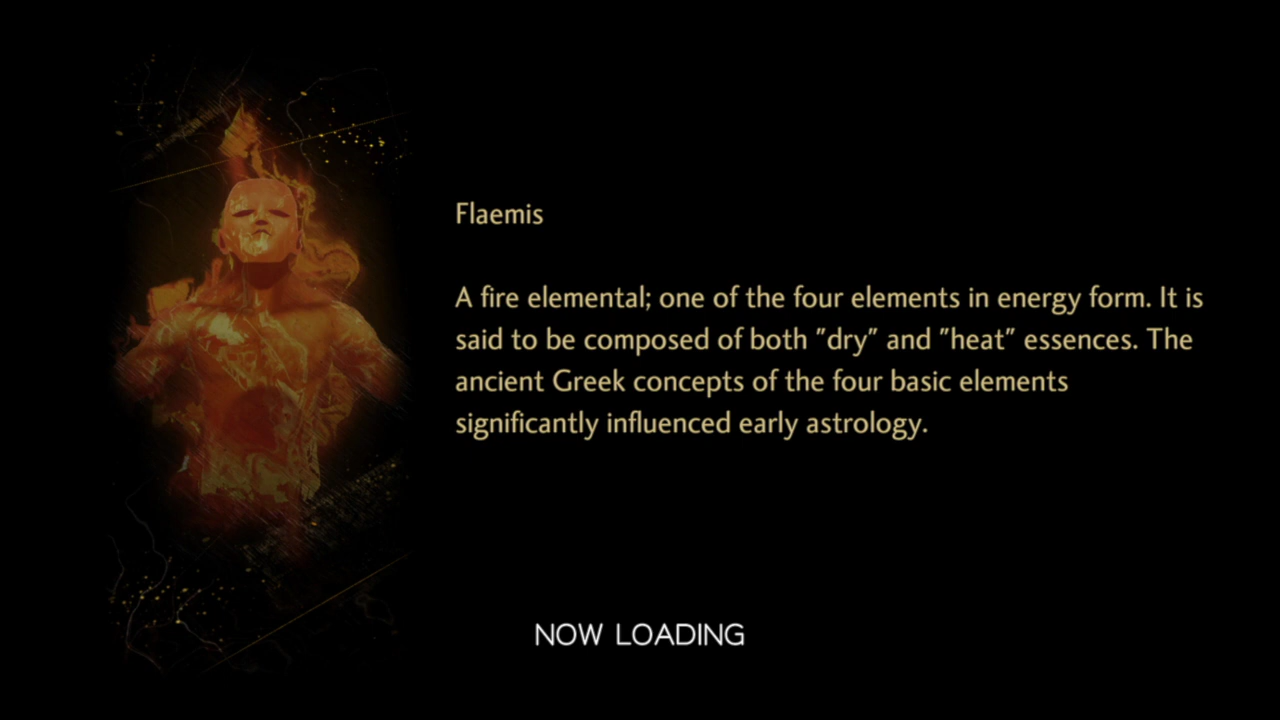 Flaemis
A fire elemental; one of the four elements in energy form. It is
said to be composed of both "dry" and "heat" essences. The
ancient Greek concepts of the four basic elements
significantly influenced early astrology.
NOW LOADING